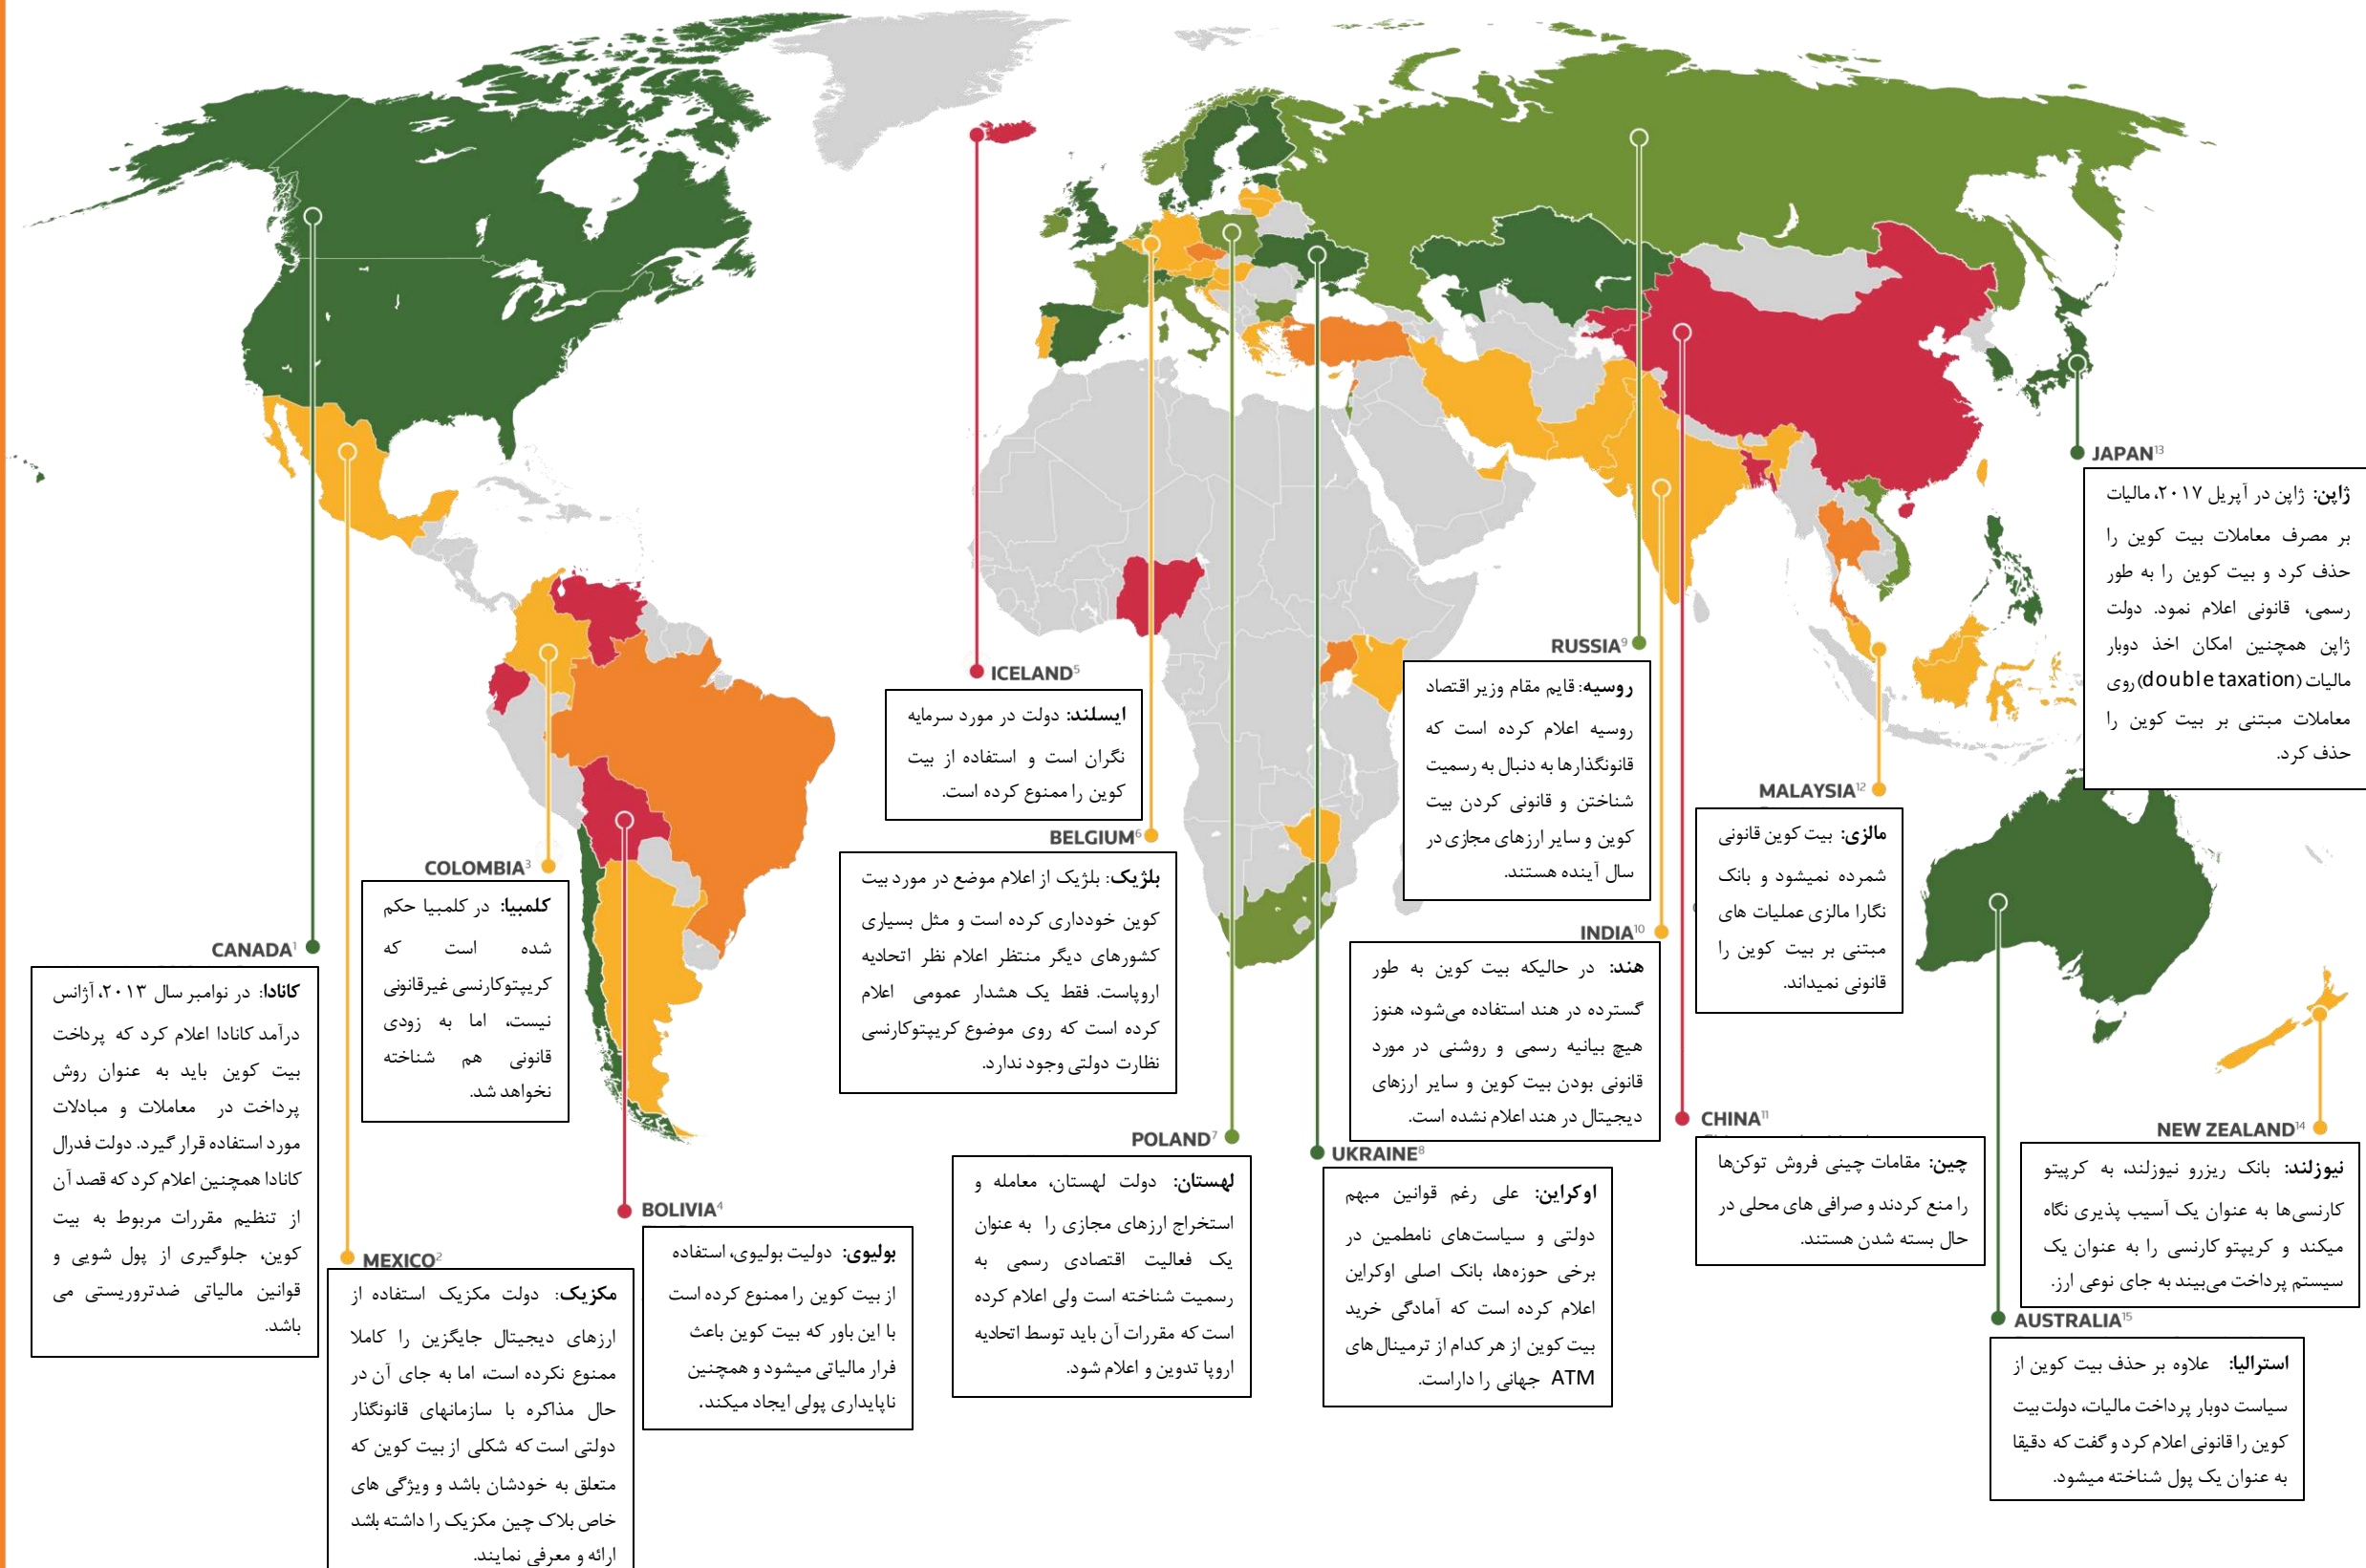 CANADA¹
کانادا: در نوامبر سال ۲۰۱۳، آژانس
درآمد کانادا اعلام کرد که پرداخت
بیت کوین باید به عنوان روش
پرداخت در معاملات و مبادلات
مورد استفاده قرار گیرد. دولت فدرال
کانادا همچنین اعلام کرد که قصد آن
از تنظیم مقررات مربوط به بیت
کوین، جلوگیری از پول شویی و
قوانین مالیاتی ضدتروریستی می
باشد.
MEXICO²
مکزیک: دولت مکزیک استفاده از
ارزهای دیجیتال جایگزین را کاملا
ممنوع نکرده است، اما به جای آن در
حال مذاکره با سازمانهای قانونگذار
دولتی است که شکلی از بیت کوین که
متعلق به خودشان باشد و ویژگی های
خاص بلاک چین مکزیک را داشته باشد
ارائه و معرفی نمایند.
COLOMBIA³
کلمبیا: در کلمبیا حکم
شده است که
کریپتوکارنسی غیرقانونی
نیست، اما به زودی
قانونی هم شناخته
نخواهد شد.
BOLIVIA⁴
بولیوی: دولیت بولیوی، استفاده
از بیت کوین را ممنوع کرده است
با این باور که بیت کوین باعث
فرار مالیاتی میشود و همچنین
ناپایداری پولی ایجاد میکند.
ICELAND⁵
ایسلند: دولت در مورد سرمایه
نگران است و استفاده از بیت
کوین را ممنوع کرده است.
BELGIUM⁶
بلژیک: بلژیک از اعلام موضع در مورد بیت
کوین خودداری کرده است و مثل بسیاری
کشورهای دیگر منتظر اعلام نظر اتحادیه
اروپاست. فقط یک هشدار عمومی اعلام
کرده است که روی موضوع کریپتوکارنسی
نظارت دولتی وجود ندارد.
POLAND⁷
لهستان: دولت لهستان، معامله و
استخراج ارزهای مجازی را به عنوان
یک فعالیت اقتصادی رسمی به
رسمیت شناخته است ولی اعلام کرده
است که مقررات آن باید توسط اتحادیه
اروپا تدوین و اعلام شود.
UKRAINE⁸
اوکراین: علی رغم قوانین مبهم
دولتی و سیاست‌های نامطمین در
برخی حوزه‌ها، بانک اصلی اوکراین
اعلام کرده است که آمادگی خرید
بیت کوین از هر کدام از ترمینال های
ATM جهانی را داراست.
RUSSIA⁹
روسیه: قایم مقام وزیر اقتصاد
روسیه اعلام کرده است که
قانونگذارها به دنبال به رسمیت
شناختن و قانونی کردن بیت
کوین و سایر ارزهای مجازی در
سال آینده هستند.
INDIA¹⁰
هند: در حالیکه بیت کوین به طور
گسترده در هند استفاده می‌شود، هنوز
هیچ بیانیه رسمی و روشنی در مورد
قانونی بودن بیت کوین و سایر ارزهای
دیجیتال در هند اعلام نشده است.
CHINA¹¹
چین: مقامات چینی فروش توکن‌ها
را منع کردند و صرافی های محلی در
حال بسته شدن هستند.
MALAYSIA¹²
مالزی: بیت کوین قانونی
شمرده نمیشود و بانک
نگارا مالزی عملیات های
مبتنی بر بیت کوین را
قانونی نمیداند.
JAPAN¹³
ژاپن: ژاپن در آپریل ۲۰۱۷، مالیات
بر مصرف معاملات بیت کوین را
حذف کرد و بیت کوین را به طور
رسمی، قانونی اعلام نمود. دولت
ژاپن همچنین امکان اخذ دوبار
مالیات (double taxation) روی
معاملات مبتنی بر بیت کوین را
حذف کرد.
NEW ZEALAND¹⁴
نیوزلند: بانک ریزرو نیوزلند، به کرپیتو
کارنسی‌ها به عنوان یک آسیب پذیری نگاه
میکند و کریپتو کارنسی را به عنوان یک
سیستم پرداخت می‌بیند به جای نوعی ارز.
AUSTRALIA¹⁵
استرالیا: علاوه بر حذف بیت کوین از
سیاست دوبار پرداخت مالیات، دولت بیت
کوین را قانونی اعلام کرد و گفت که دقیقا
به عنوان یک پول شناخته میشود.